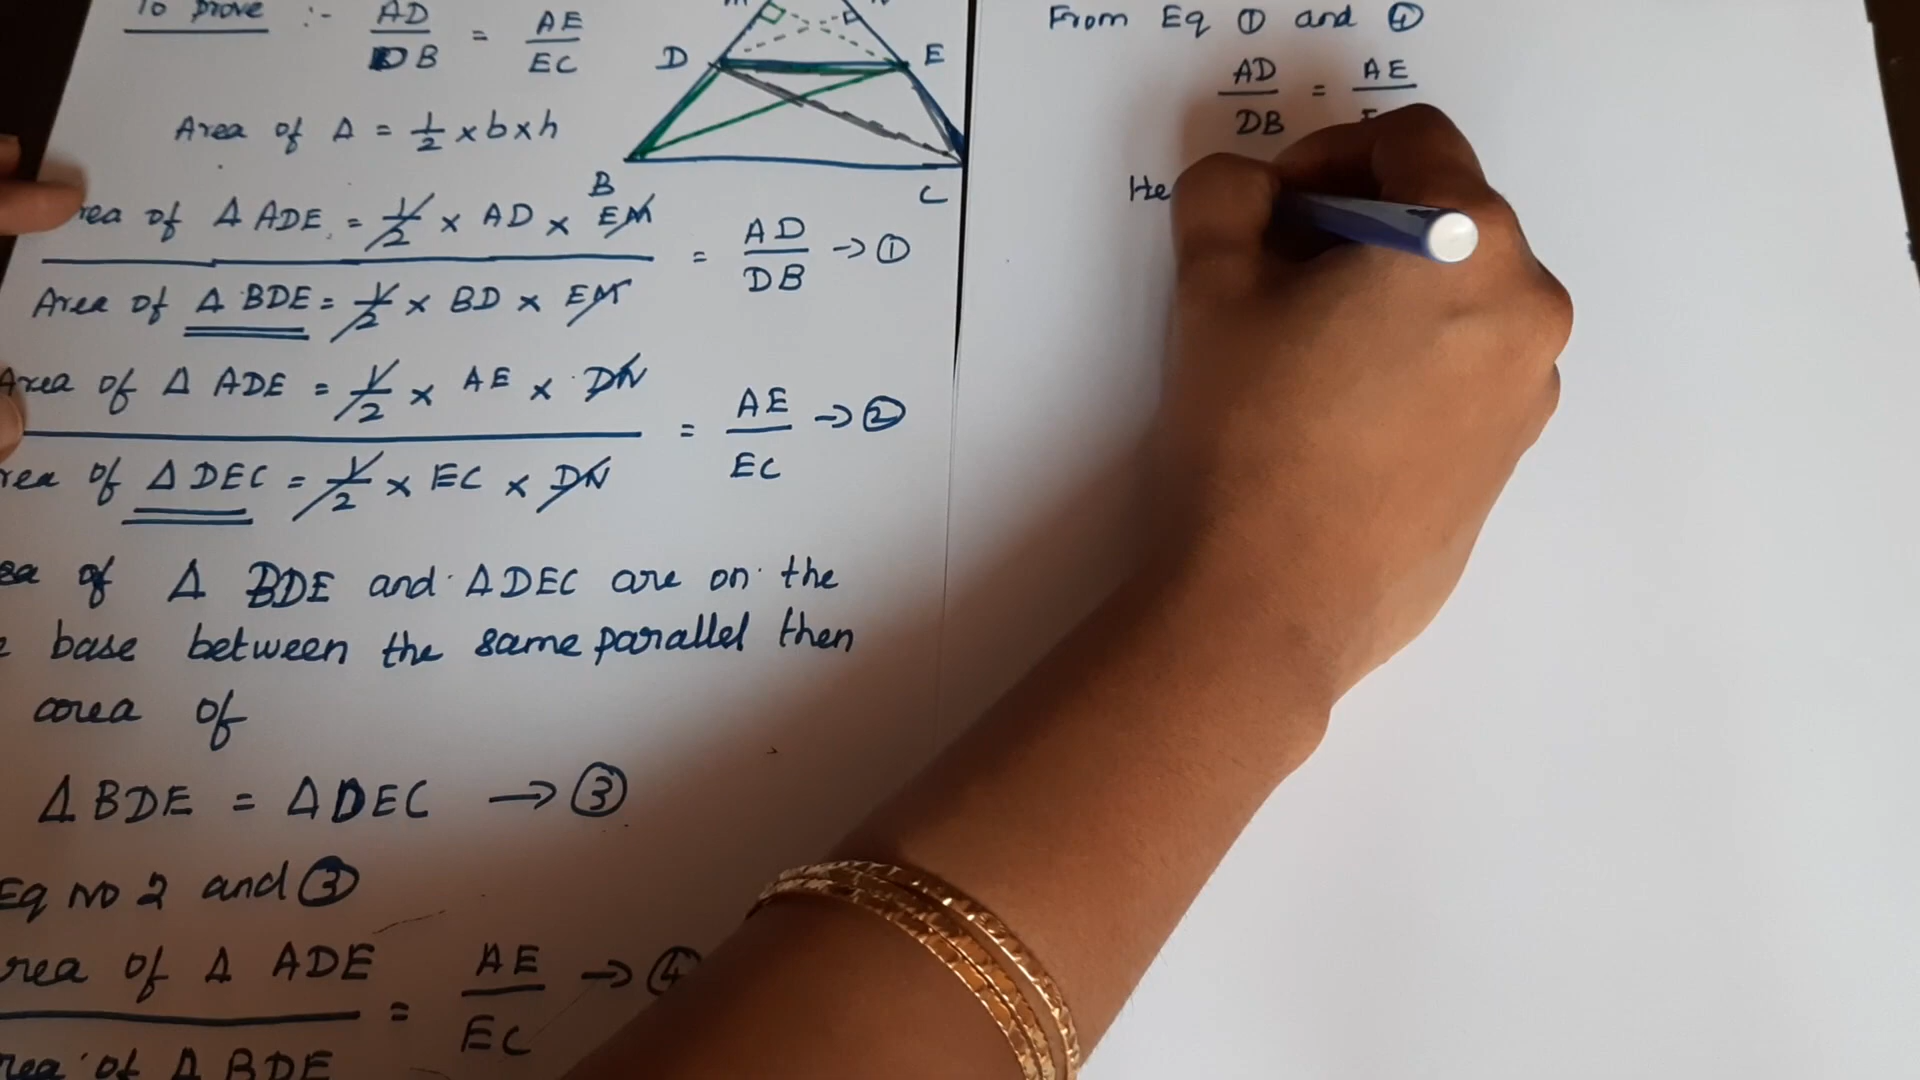 To prove :- AD/DB = AE/EC
D E
Area of Δ = 1/2 × b × h
B C
rea of Δ ADE = 1/2 × AD × EM
Area of Δ BDE = 1/2 × BD × EM
= AD/DB → ①
Area of Δ ADE = 1/2 × AE × DN
rea of Δ DEC = 1/2 × EC × DN
= AE/EC → ②
ea of Δ BDE and Δ DEC are on the
e base between the same parallel then
area of
Δ BDE = Δ DEC → ③
Eq No 2 and ③
rea of Δ ADE
rea of Δ BDE
= AE/EC → ④
From Eq ① and ④
AD/DB = AE/
He